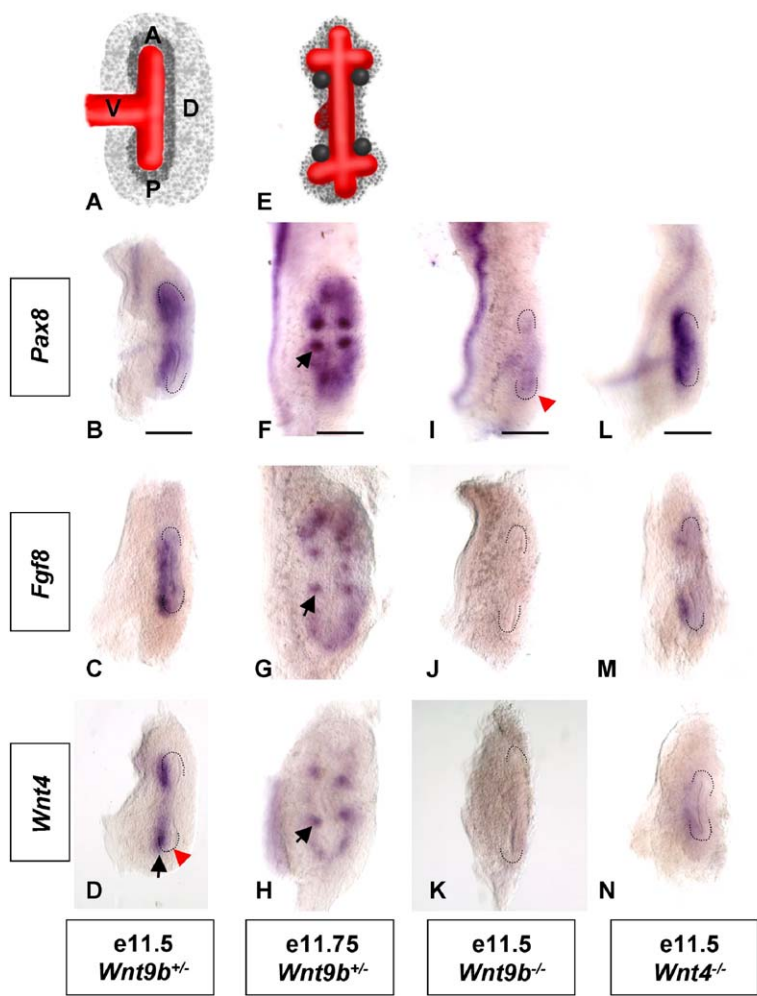 A
V
D
P
A
E
Pax8
B
F
I
L
Fgf8
C
G
J
M
Wnt4
D
H
K
N
e11.5
Wnt9b+/-
e11.75
Wnt9b+/-
e11.5
Wnt9b-/-
e11.5
Wnt4-/-